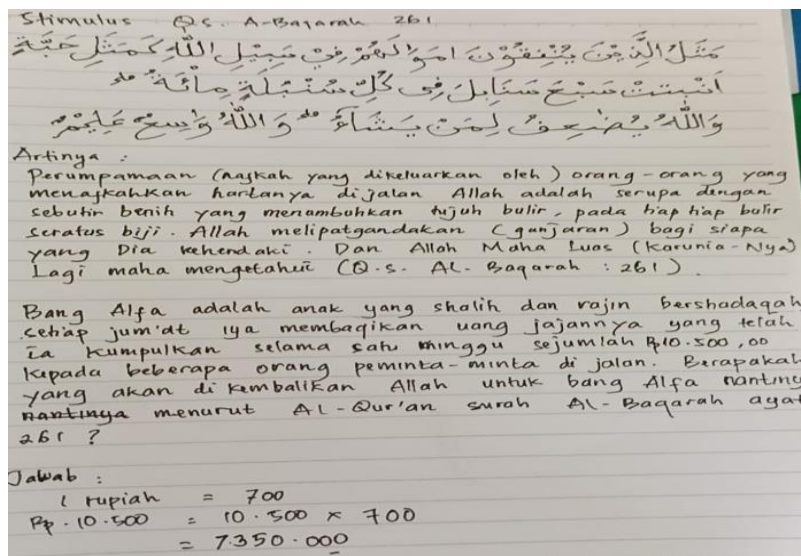 Stimulus Q.S. A-Baqarah 261
مَثَلُ الَّذِيْنَ يُنْفِقُوْنَ اَمْوَالَهُمْ فِيْ سَبِيْلِ اللّٰهِ كَمَثَلِ حَبَّةٍ
اَنْۢبَتَتْ سَبْعَ سَنَابِلَ فِيْ كُلِّ سُنْۢبُلَةٍ مِائَةُ
وَاللّٰهُ يُضٰعِفُ لِمَنْ يَشَاۤءُ وَاللّٰهُ وَاسِعٌ عَلِيْمٌ
Artinya :
Perumpamaan (nafkah yang dikeluarkan oleh) orang-orang yang
menafkahkan hartanya dijalan Allah adalah serupa dengan
sebutir benih yang menumbuhkan tujuh bulir, pada tiap tiap bulir
seratus biji. Allah melipatgandakan (ganjaran) bagi siapa
yang Dia kehendaki. Dan Allah Maha Luas (Karunia-Nya)
Lagi maha mengetahui (Q.S. AL-Baqarah : 261).
Bang Alfa adalah anak yang shalih dan rajin bershadaqah
setiap jum'at iya membagikan uang jajannya yang telah
ia kumpulkan selama satu minggu sejumlah Rp10.500,00
kepada beberapa orang peminta-minta di jalan. Berapakah
yang akan di kembalikan Allah untuk bang Alfa nantiny
nantinya menurut AL-Qur'an surah AL-Baqarah ayat
261 ?
Jawab :
1 rupiah = 700
Rp. 10.500 = 10.500 x 700
= 7.350.000